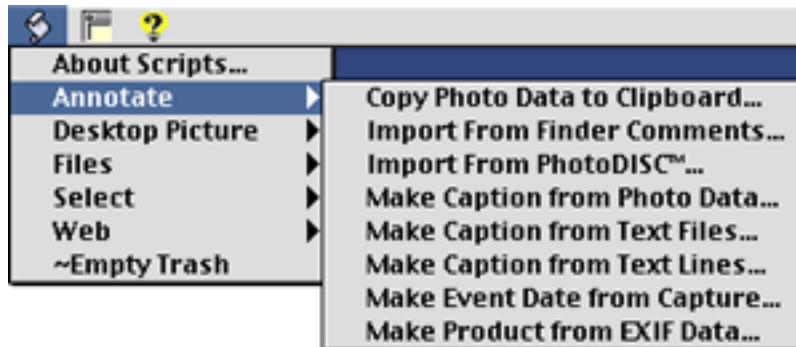 About Scripts...
Annotate
Desktop Picture
Files
Select
Web
~Empty Trash
Copy Photo Data to Clipboard...
Import From Finder Comments...
Import From PhotoDISC™...
Make Caption from Photo Data...
Make Caption from Text Files...
Make Caption from Text Lines...
Make Event Date from Capture...
Make Product from EXIF Data...